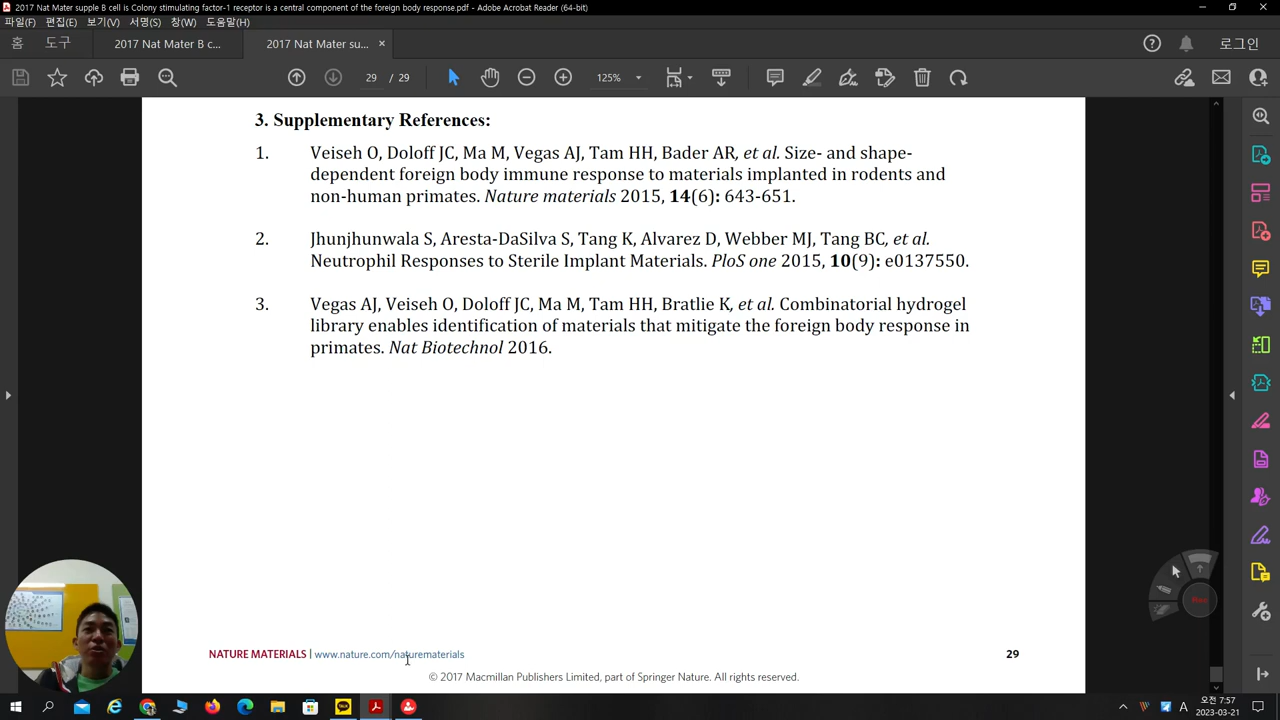 2017 Nat Mater supple B cell is Colony stimulating factor-1 receptor is a central component of the foreign body response.pdf - Adobe Acrobat Reader (64-bit)
파일(F) 편집(E) 보기(V) 서명(S) 창(W) 도움말(H)
홈 도구 2017 Nat Mater B c... 2017 Nat Mater su... × 로그인
29 / 29 125%
3. Supplementary References:
1. Veiseh O, Doloff JC, Ma M, Vegas AJ, Tam HH, Bader AR, et al. Size- and shape-
dependent foreign body immune response to materials implanted in rodents and
non-human primates. Nature materials 2015, 14(6): 643-651.
2. Jhunjhunwala S, Aresta-DaSilva S, Tang K, Alvarez D, Webber MJ, Tang BC, et al.
Neutrophil Responses to Sterile Implant Materials. PloS one 2015, 10(9): e0137550.
3. Vegas AJ, Veiseh O, Doloff JC, Ma M, Tam HH, Bratlie K, et al. Combinatorial hydrogel
library enables identification of materials that mitigate the foreign body response in
primates. Nat Biotechnol 2016.
NATURE MATERIALS | www.nature.com/naturematerials 29
© 2017 Macmillan Publishers Limited, part of Springer Nature. All rights reserved.
A 오전 7:57
2023-03-21